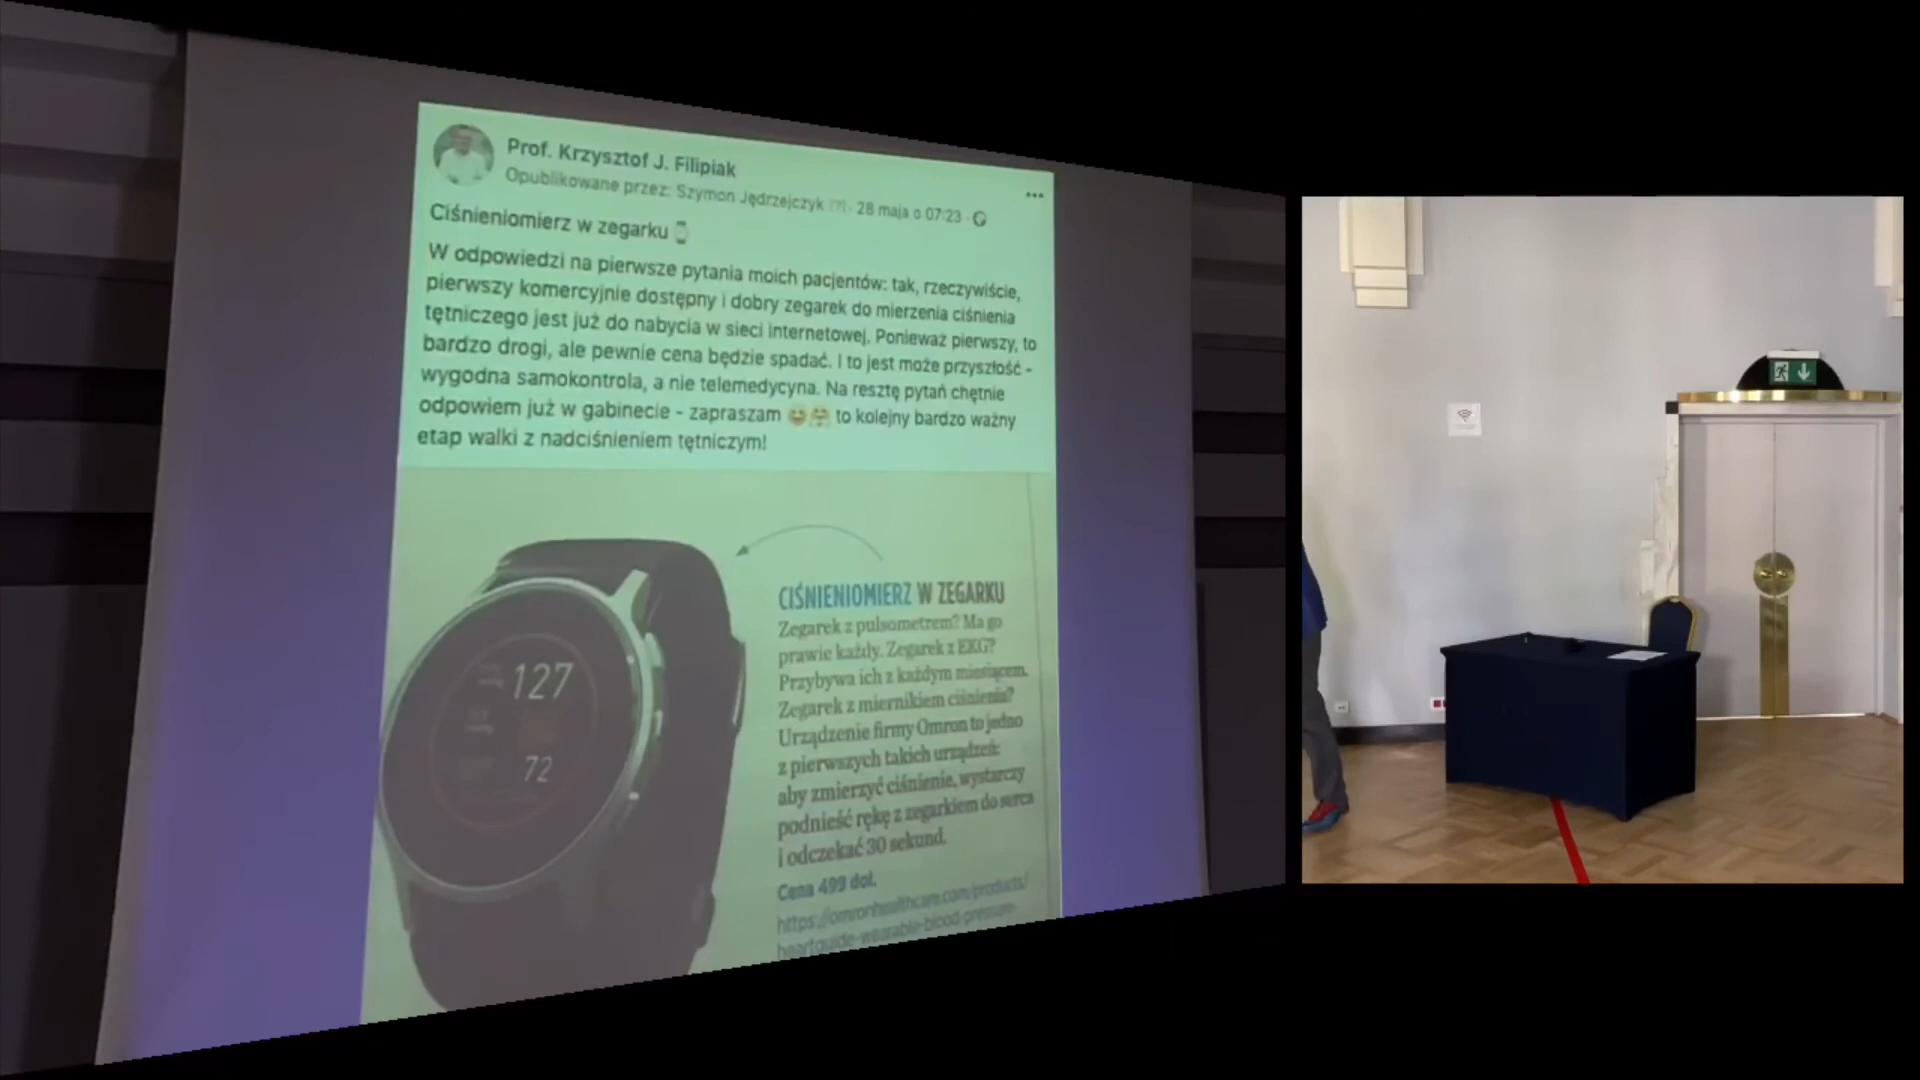 Prof. Krzysztof J. Filipiak
Opublikowane przez: Szymon Jędrzejczyk [?] · 28 maja o 07:23 ·
Ciśnieniomierz w zegarku ⌚
W odpowiedzi na pierwsze pytania moich pacjentów: tak, rzeczywiście,
pierwszy komercyjnie dostępny i dobry zegarek do mierzenia ciśnienia
tętniczego jest już do nabycia w sieci internetowej. Ponieważ pierwszy, to
bardzo drogi, ale pewnie cena będzie spadać. I to jest może przyszłość -
wygodna samokontrola, a nie telemedycyna. Na resztę pytań chętnie
odpowiem już w gabinecie - zapraszam to kolejny bardzo ważny
etap walki z nadciśnieniem tętniczym!
127
72
CIŚNIENIOMIERZ W ZEGARKU
Zegarek z pulsometrem? Ma go
prawie każdy. Zegarek z EKG?
Przybywa ich z każdym miesiącem.
Zegarek z miernikiem ciśnienia?
Urządzenie firmy Omron to jedno
z pierwszych takich urządzeń:
aby zmierzyć ciśnienie, wystarczy
podnieść rękę z zegarkiem do serca
i odczekać 30 sekund.
Cena 499 dol.
https://omronhealthcare.com/products/
heartguide-wearable-blood-pressure-